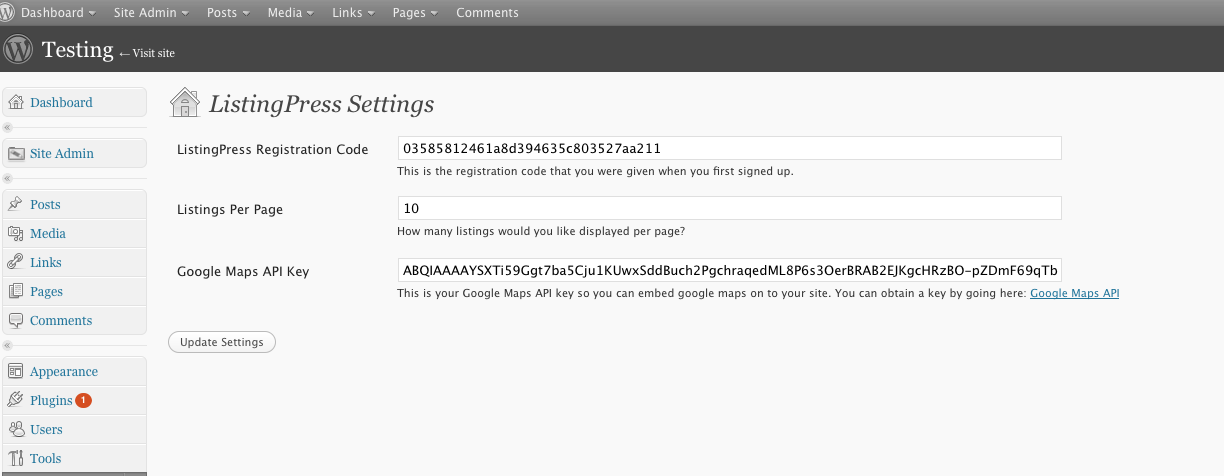 Dashboard Site Admin Posts Media Links Pages Comments
Testing ← Visit site
Dashboard
Site Admin
Posts
Media
Links
Pages
Comments
Appearance
Plugins 1
Users
Tools
ListingPress Settings
ListingPress Registration Code 03585812461a8d394635c803527aa211
This is the registration code that you were given when you first signed up.
Listings Per Page 10
How many listings would you like displayed per page?
Google Maps API Key ABQIAAAAYSXTi59Ggt7ba5Cju1KUwxSddBuch2PgchraqedML8P6s3OerBRAB2EJKgcHRzBO-pZDmF69qTb
This is your Google Maps API key so you can embed google maps on to your site. You can obtain a key by going here: Google Maps API
Update Settings